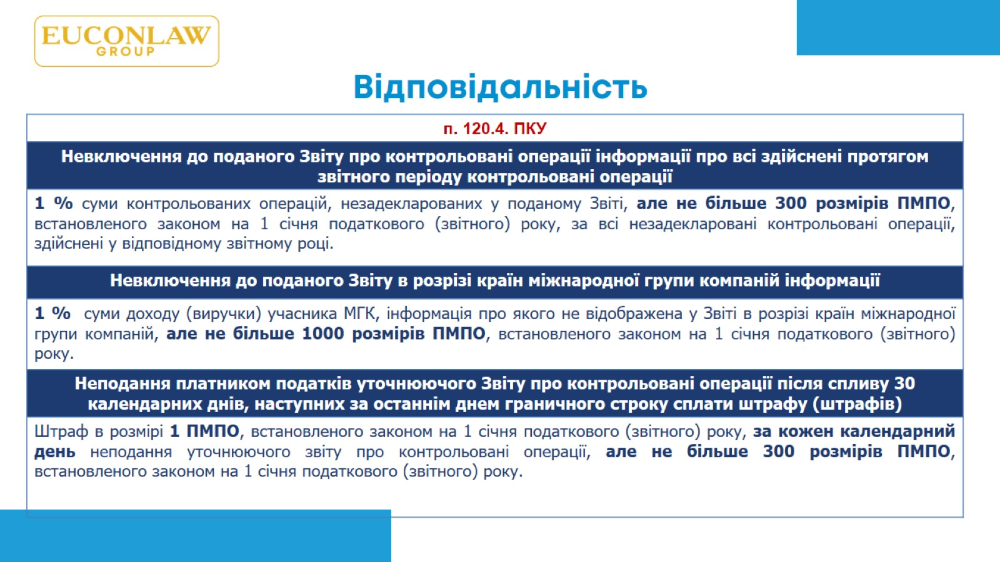 EUCONLAW
GROUP
Відповідальність
п. 120.4. ПКУ
Невключення до поданого Звіту про контрольовані операції інформації про всі здійснені протягом
звітного періоду контрольовані операції
1 % суми контрольованих операцій, незадекларованих у поданому Звіті, але не більше 300 розмірів ПМПО,
встановленого законом на 1 січня податкового (звітного) року, за всі незадекларовані контрольовані операції,
здійснені у відповідному звітному році.
Невключення до поданого Звіту в розрізі країн міжнародної групи компаній інформації
1 % суми доходу (виручки) учасника МГК, інформація про якого не відображена у Звіті в розрізі країн міжнародної
групи компаній, але не більше 1000 розмірів ПМПО, встановленого законом на 1 січня податкового (звітного)
року.
Неподання платником податків уточнюючого Звіту про контрольовані операції після спливу 30
календарних днів, наступних за останнім днем граничного строку сплати штрафу (штрафів)
Штраф в розмірі 1 ПМПО, встановленого законом на 1 січня податкового (звітного) року, за кожен календарний
день неподання уточнюючого звіту про контрольовані операції, але не більше 300 розмірів ПМПО,
встановленого законом на 1 січня податкового (звітного) року.